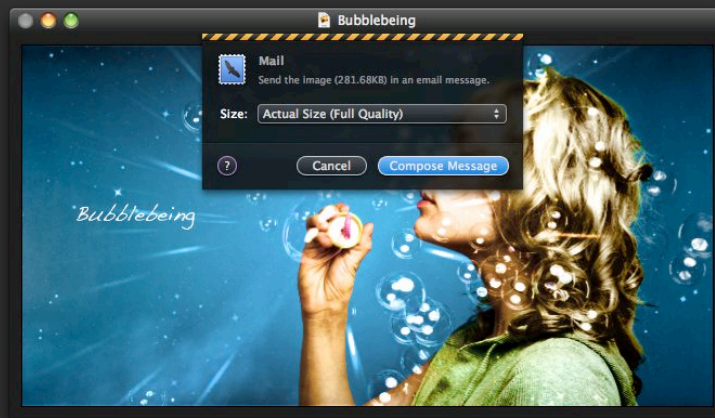 Bubblebeing
Mail
Send the image (281.68KB) in an email message.
Size: Actual Size (Full Quality)
? Cancel Compose Message
Bubblebeing